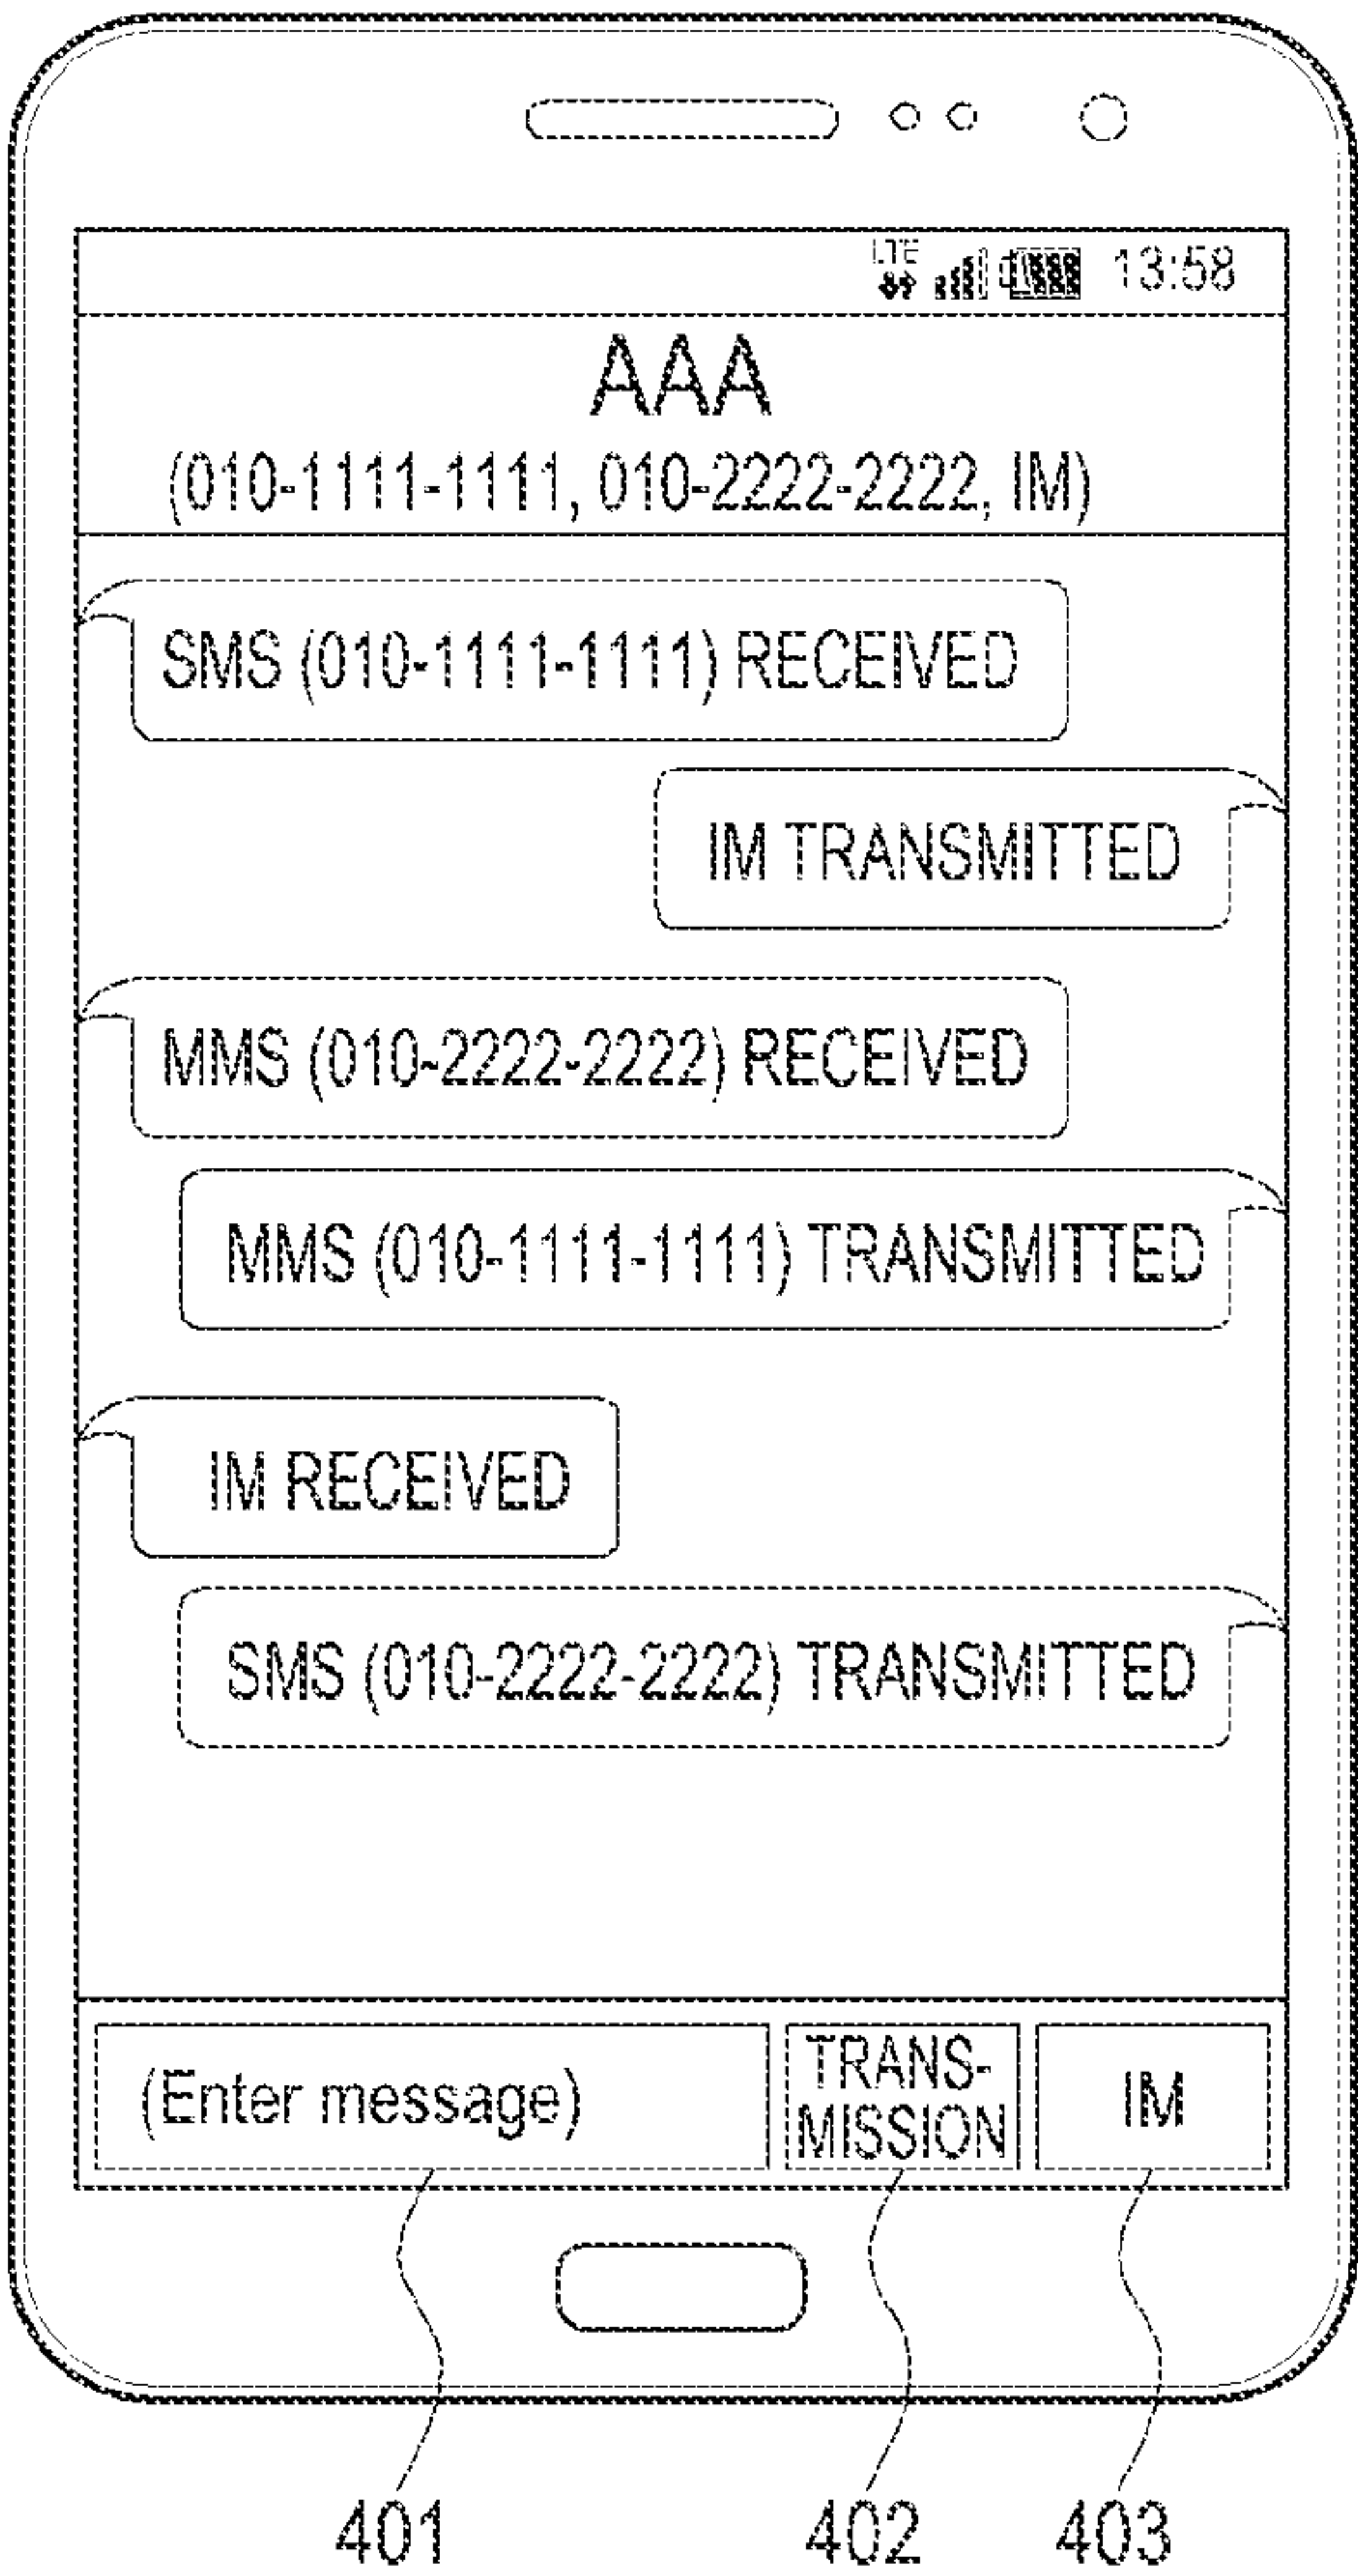 LTE 13:58
AAA
(010-1111-1111, 010-2222-2222, IM)
SMS (010-1111-1111) RECEIVED
IM TRANSMITTED
MMS (010-2222-2222) RECEIVED
MMS (010-1111-1111) TRANSMITTED
IM RECEIVED
SMS (010-2222-2222) TRANSMITTED
(Enter message)
TRANS-
MISSION
IM
401 402 403